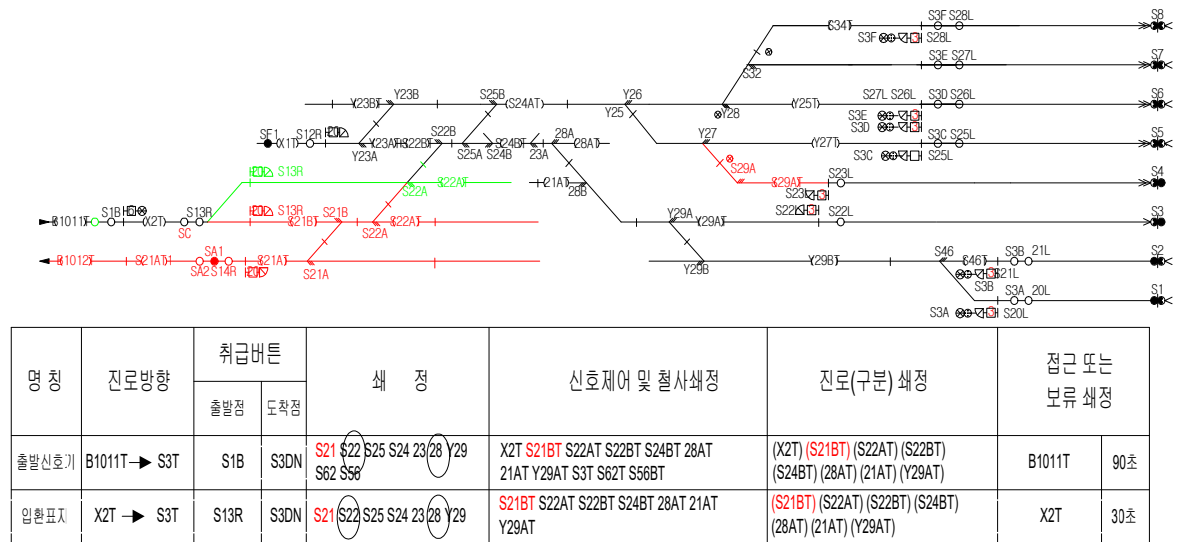 S3F S28L S8
S34T
S3F S28L
S3E S27L S7
S32
Y23BT Y23B S25B (S24AT) Y26 S27L S26L S3D S26L S6
Y25 Y28 (Y25T)
S3E
S3D
SF1 (X1T) S12R Y23A S22B S25A S24B S24BT 23A 28A (28AT) Y27 (Y27T) S3C S25L S5
S3C S25L
S29A
S13R S22A S22AT (21AT) 28B S29AT S23L S4
S23L
S22L
B1011T S1B (X2T) S13R S13R S21BT S21B S22AT Y29A (Y29AT) S22L S3
SC S22A
B1012T S21AT1 SA1 S21AT Y29B Y29BT S46 S46T S3B 21L S2
SA2 S14R S21A
S21L
S3B
S3A 20L S1
S3A S20L
명 칭 진로방향 취급버튼 쇄 정 신호제어 및 철사쇄정 진로(구분) 쇄정 접근 또는
보류 쇄정
출발점 도착점
출발신호기 B1011T S3T S1B S3DN S21 S22 S25 S24 23 28 Y29
S62 S56
X2T S21BT S22AT S22BT S24BT 28AT
21AT Y29AT S3T S62T S56BT
(X2T) (S21BT) (S22AT) (S22BT)
(S24BT) (28AT) (21AT) (Y29AT)
B1011T 90초
입환표지 X2T S3T S13R S3DN S21 S22 S25 S24 23 28 Y29
S21BT S22AT S22BT S24BT 28AT 21AT
Y29AT
(S21BT) (S22AT) (S22BT) (S24BT)
(28AT) (21AT) (Y29AT)
X2T 30초